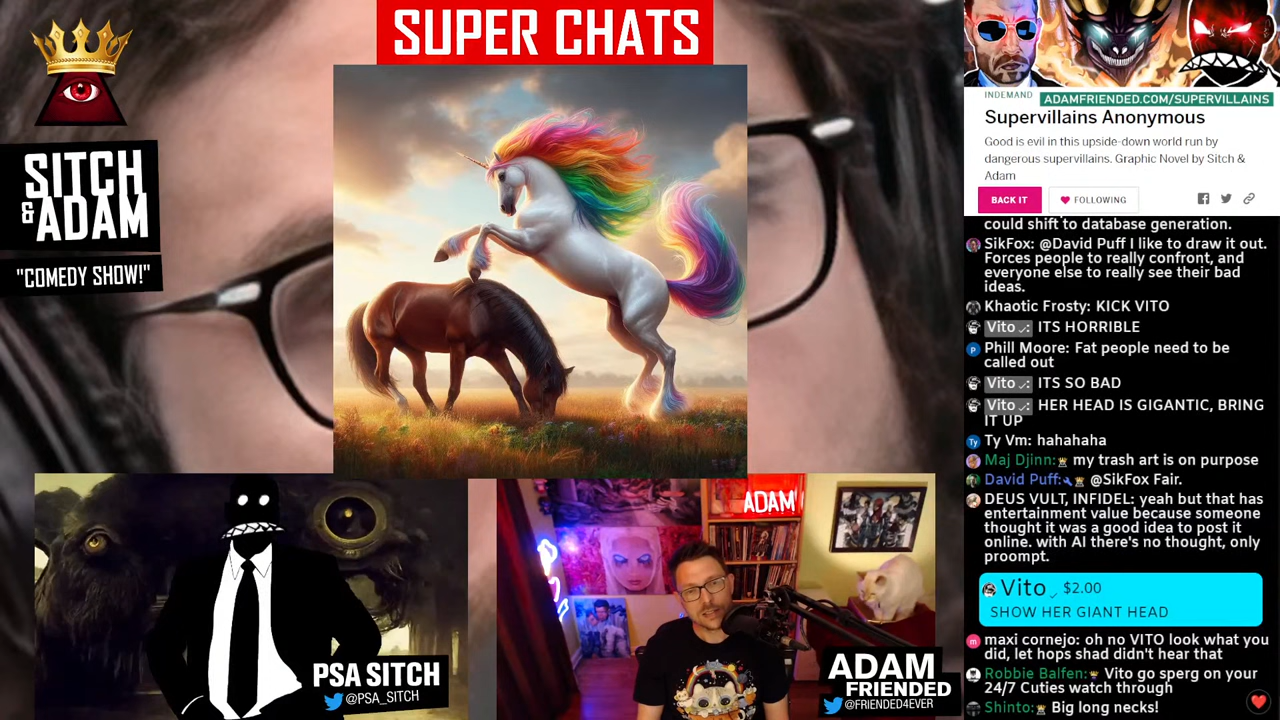 SUPER CHATS
SITCH
& ADAM
"COMEDY SHOW!"
PSA SITCH
@PSA_SITCH
ADAM
ADAM
FRIENDED
@FRIENDED4EVER
INDEMAND
ADAMFRIENDED.COM/SUPERVILLAINS
Supervillains Anonymous
Good is evil in this upside-down world run by
dangerous supervillains. Graphic Novel by Sitch &
Adam
BACK IT
FOLLOWING
could shift to database generation.
SikFox: @David Puff I like to draw it out.
Forces people to really confront, and
everyone else to really see their bad
ideas.
Khaotic Frosty: KICK VITO
Vito: ITS HORRIBLE
P
Phill Moore: Fat people need to be
called out
Vito: ITS SO BAD
Vito: HER HEAD IS GIGANTIC, BRING
IT UP
Ty
Ty Vm: hahahaha
Maj Djinn: my trash art is on purpose
David Puff: @SikFox Fair.
DEUS VULT, INFIDEL: yeah but that has
entertainment value because someone
thought it was a good idea to post it
online. with AI there's no thought, only
proompt.
Vito $2.00
SHOW HER GIANT HEAD
m
maxi cornejo: oh no VITO look what you
did, let hops shad didn't hear that
Robbie Balfen: Vito go sperg on your
24/7 Cuties watch through
Shinto: Big long necks!